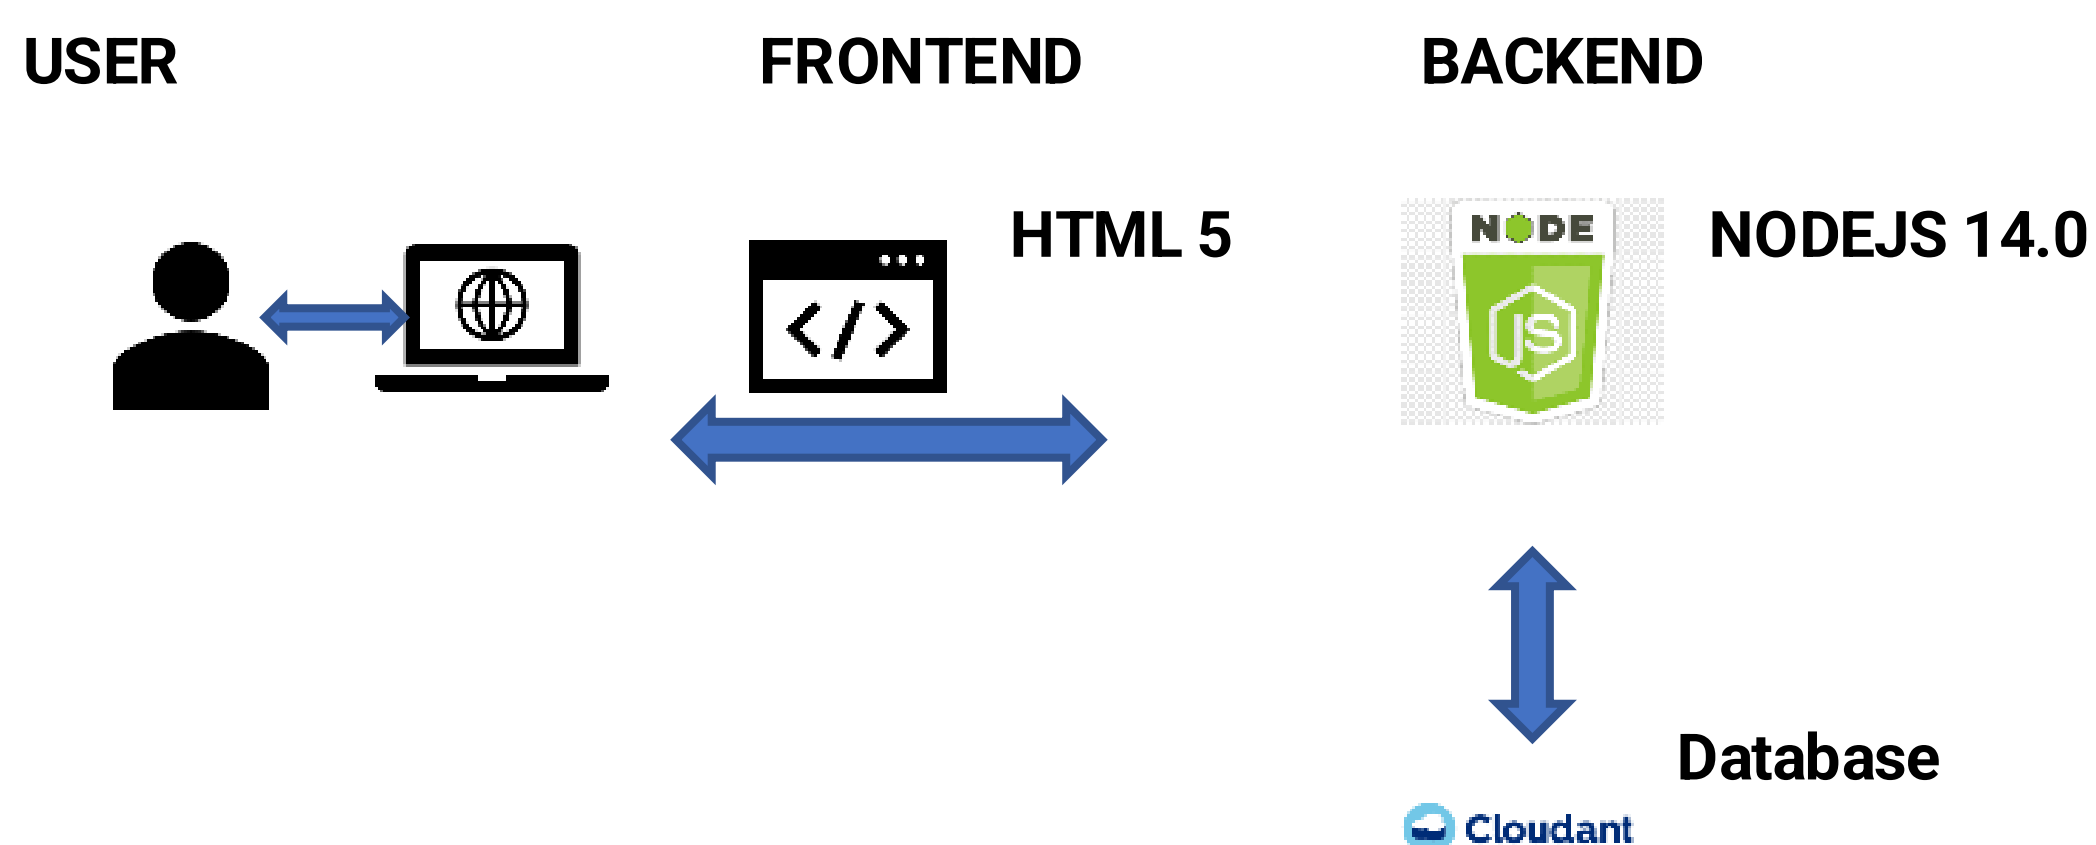 USER
FRONTEND
BACKEND
HTML 5
NODE
JS
NODEJS 14.0
Database
Cloudant